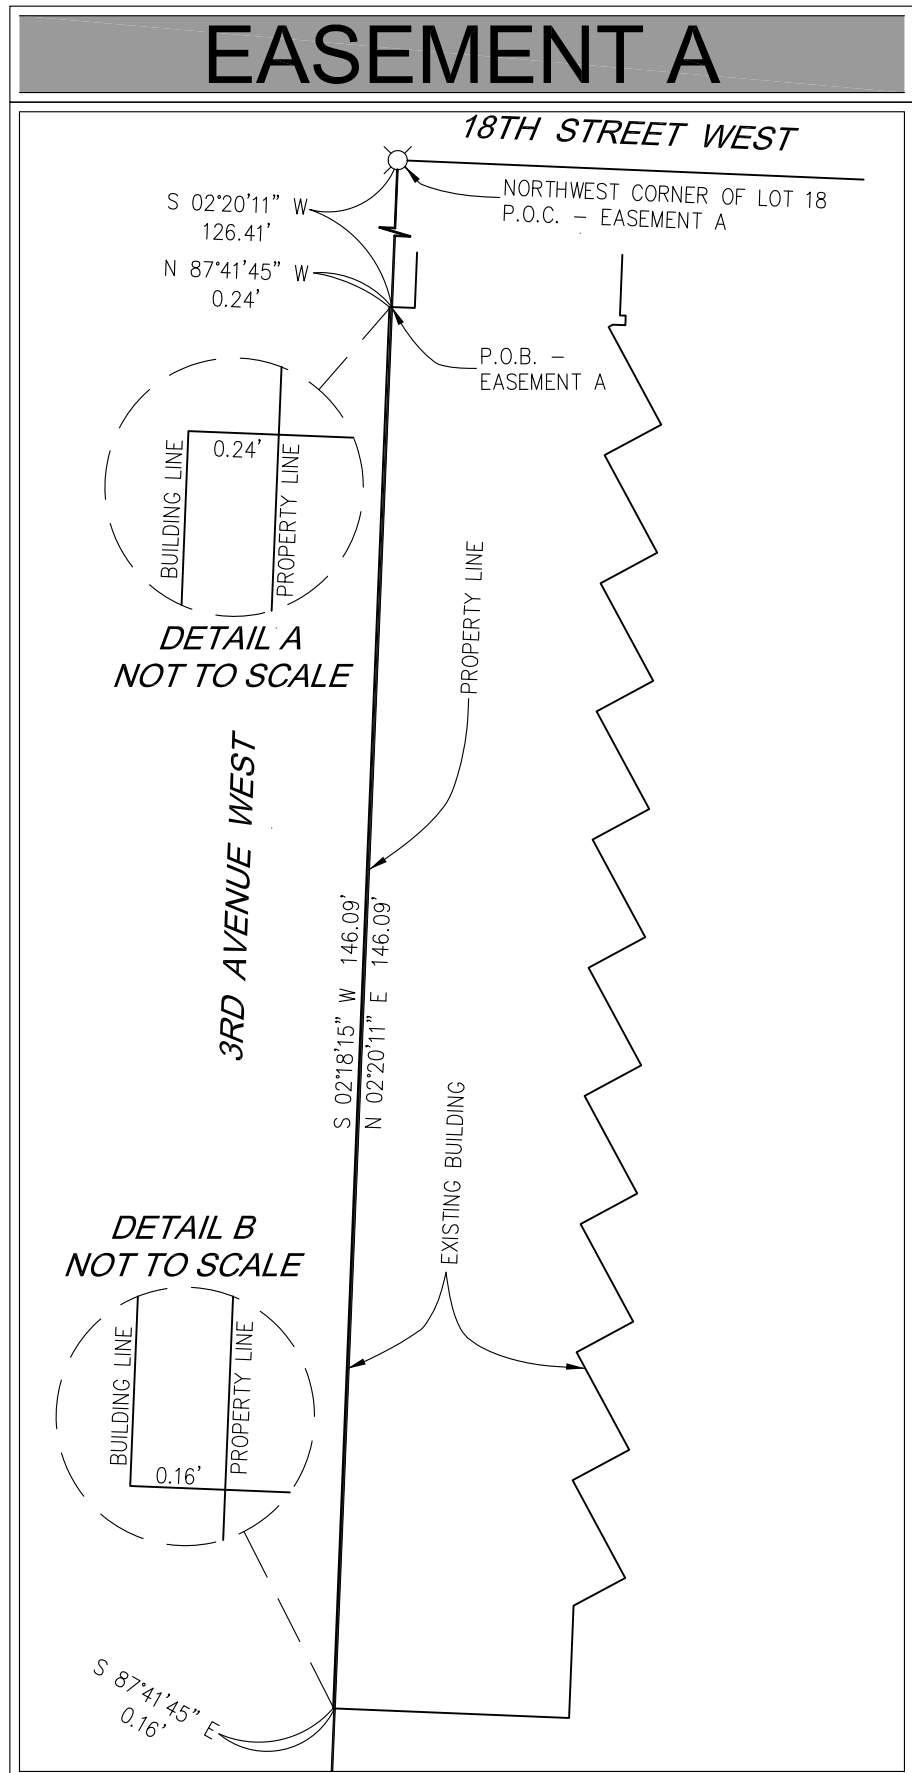 EASEMENT A
18TH STREET WEST
NORTHWEST CORNER OF LOT 18
P.O.C. - EASEMENT A
S 02°20'11" W
126.41'
N 87°41'45" W
0.24'
P.O.B. -
EASEMENT A
0.24'
BUILDING LINE
PROPERTY LINE
DETAIL A
NOT TO SCALE
PROPERTY LINE
3RD AVENUE WEST
S 02°18'15" W 146.09'
N 02°20'11" E 146.09'
EXISTING BUILDING
DETAIL B
NOT TO SCALE
BUILDING LINE
PROPERTY LINE
0.16'
S 87°41'45" E
0.16'